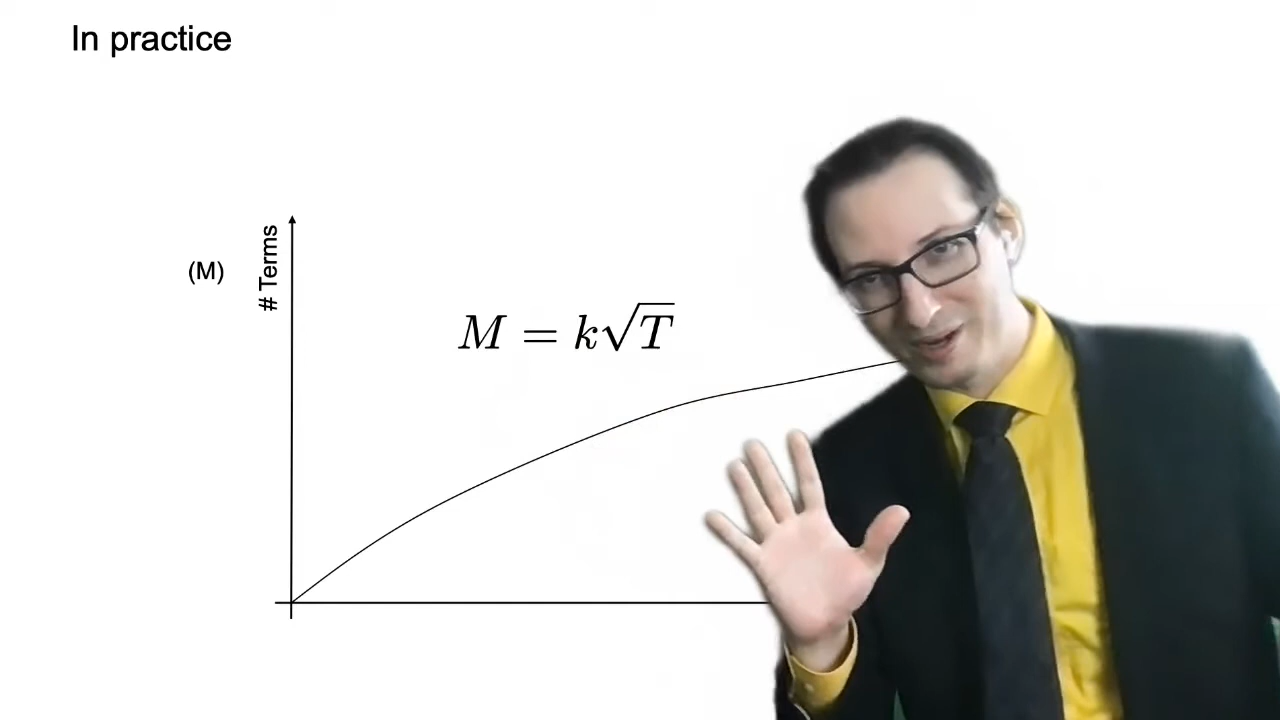 In practice
(M)
# Terms
M = k√T